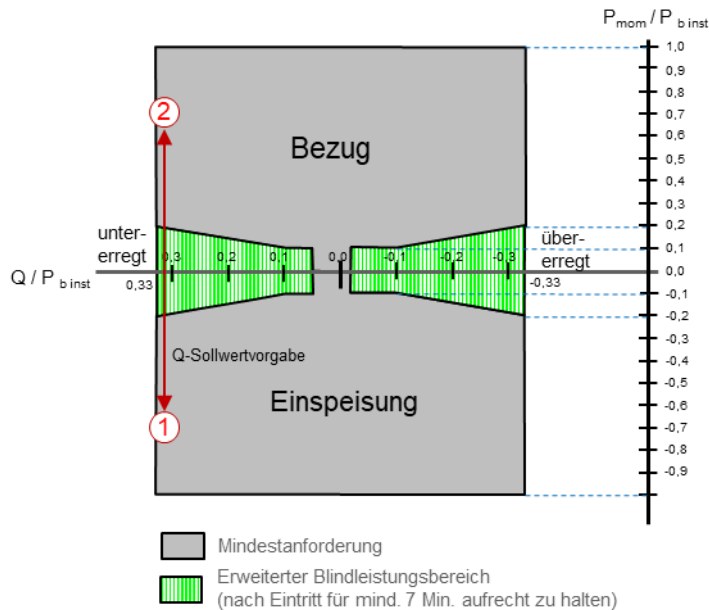 P mom / P b inst
1,0
0,9
0,8
2
0,7
0,6
Bezug
0,5
0,4
0,3
unter-
erregt
über-
erregt
0,2
0,1
0,3
0,2
0,1
0,0
-0,1
-0,2
-0,3
0,0
Q / P b inst
0,33
-0,33
-0,1
-0,2
-0,3
Q-Sollwertvorgabe
-0,4
-0,5
Einspeisung
-0,6
1
-0,7
-0,8
-0,9
Mindestanforderung
Erweiterter Blindleistungsbereich
(nach Eintritt für mind. 7 Min. aufrecht zu halten)